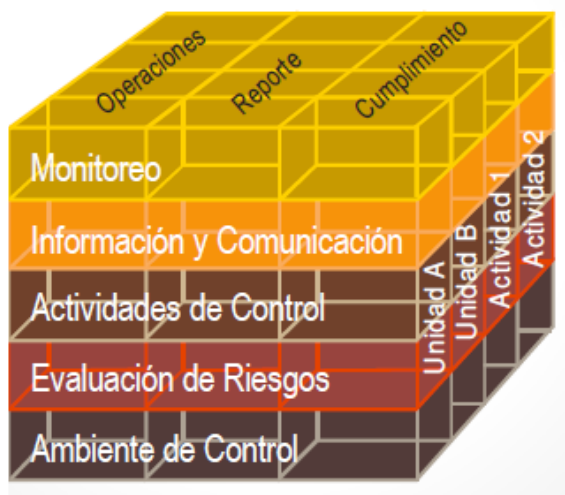 Operaciones
Reporte
Cumplimiento
Monitoreo
Información y Comunicación
Actividades de Control
Evaluación de Riesgos
Ambiente de Control
Unidad A
Unidad B
Actividad 1
Actividad 2